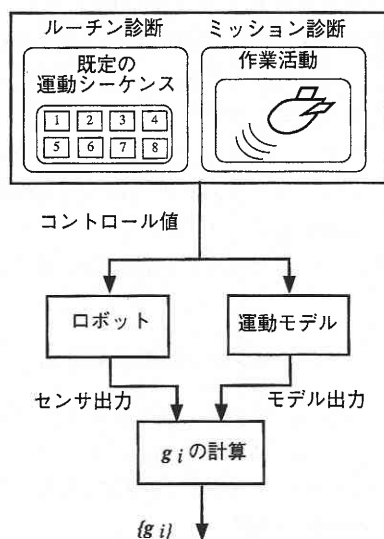 ルーチン診断
ミッション診断
既定の
運動シーケンス
作業活動
1 2 3 4
5 6 7 8
コントロール値
ロボット
運動モデル
センサ出力
モデル出力
g i の計算
{g i}